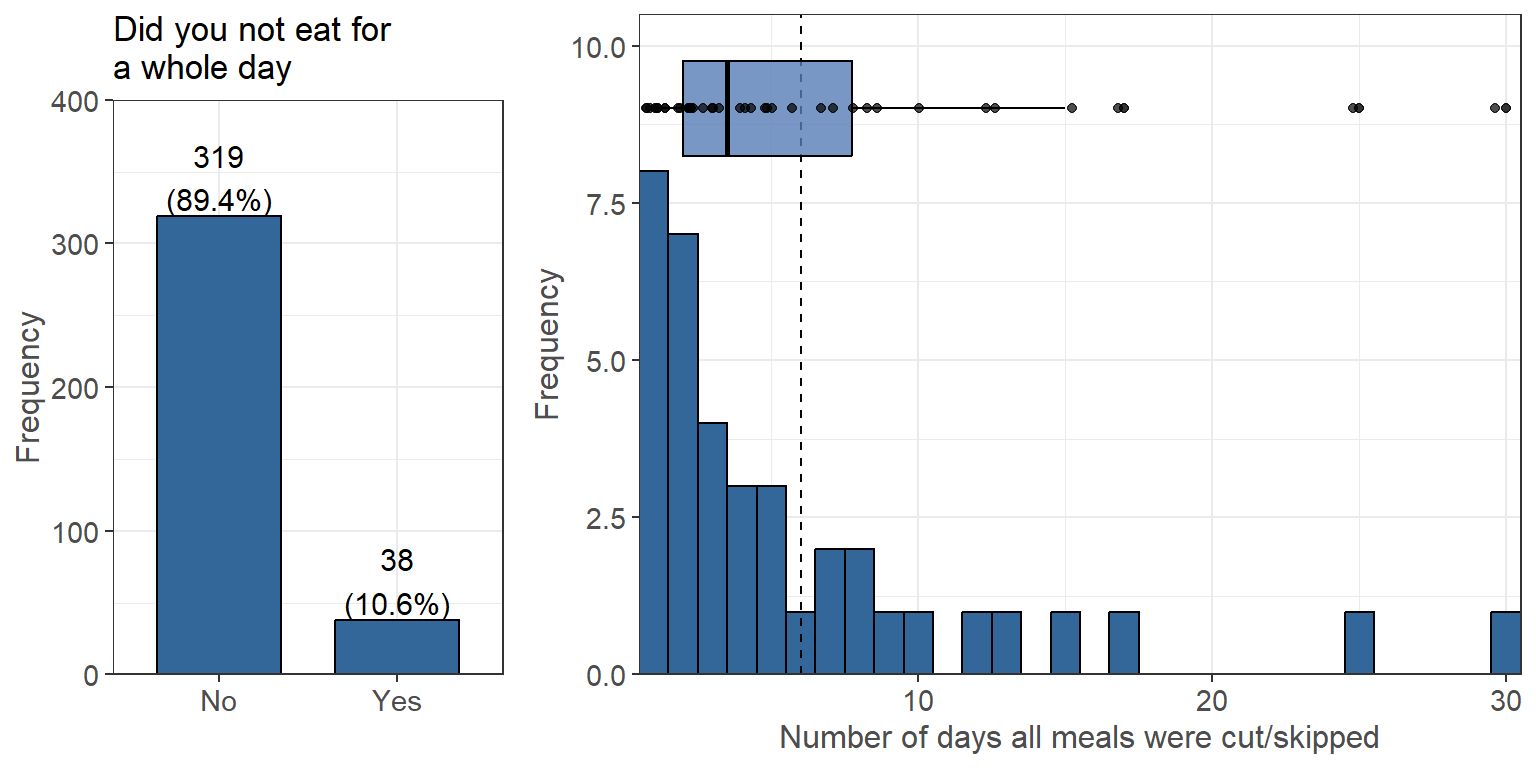 Did you not eat for
a whole day
400
300
200
100
0
Frequency
319
(89.4%)
38
(10.6%)
No
Yes
10.0
7.5
5.0
2.5
0.0
Frequency
10
20
30
Number of days all meals were cut/skipped